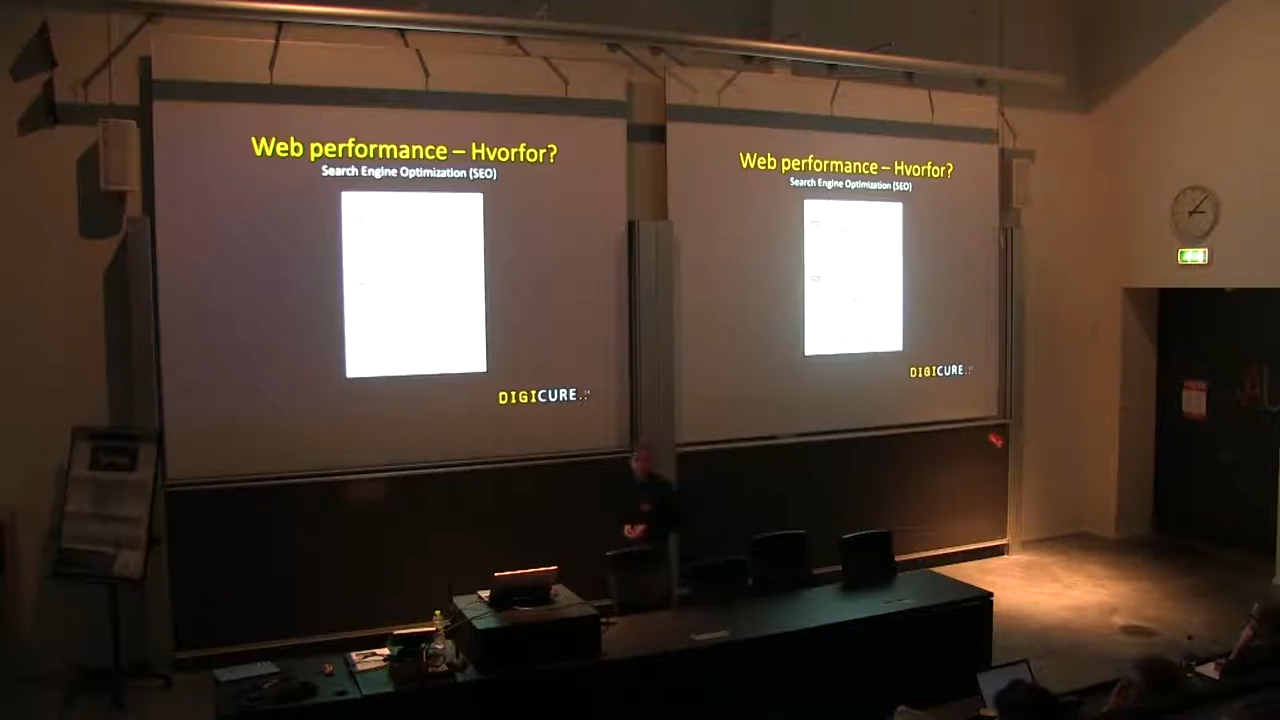 Web performance – Hvorfor?
Search Engine Optimization (SEO)
DIGICURE
Web performance – Hvorfor?
Search Engine Optimization (SEO)
DIGICURE